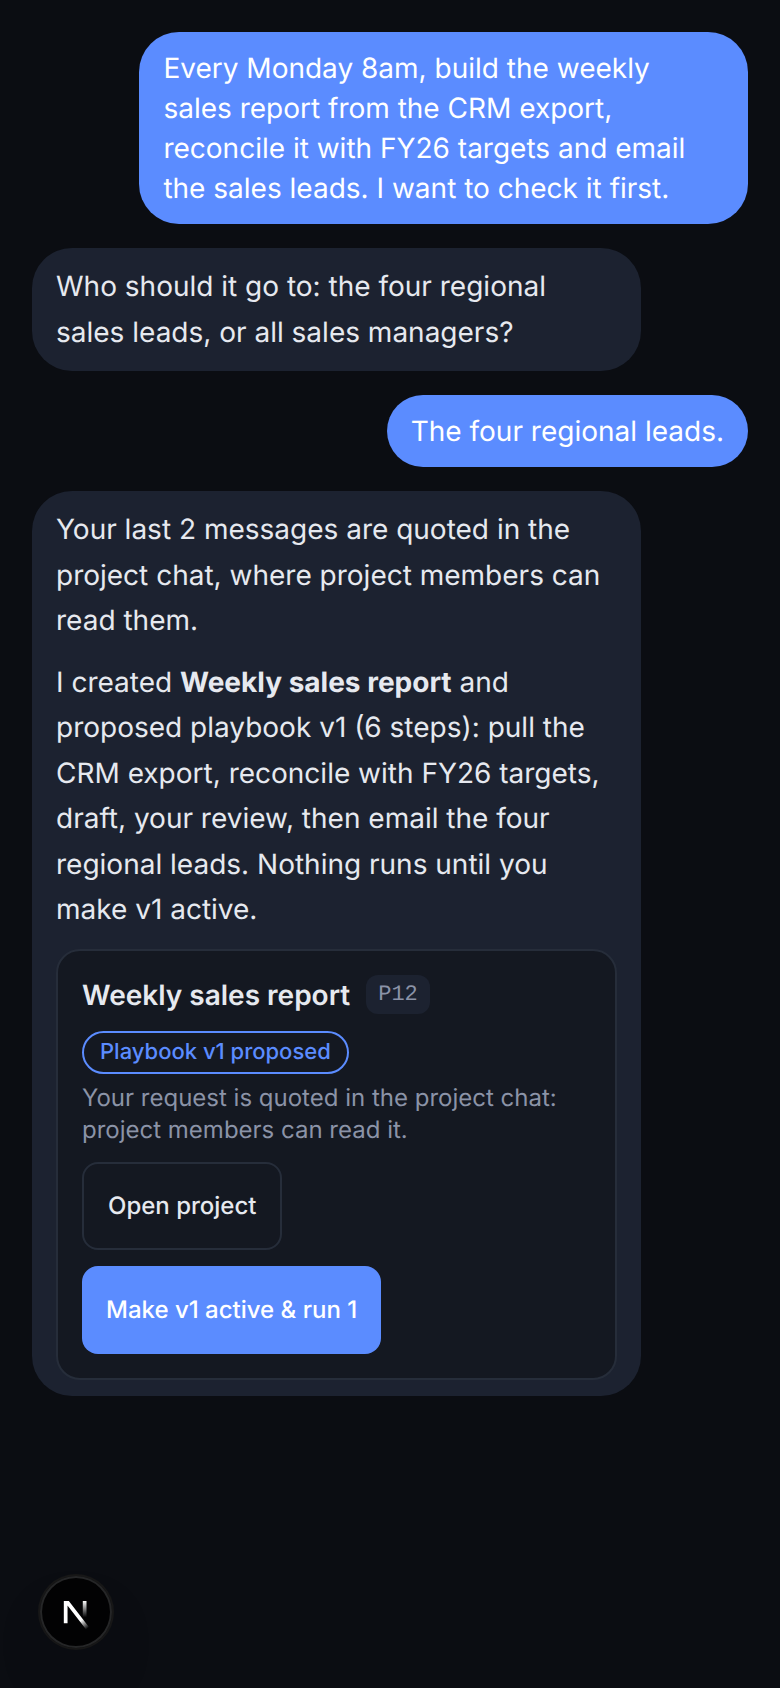 Every Monday 8am, build the weekly
sales report from the CRM export,
reconcile it with FY26 targets and email
the sales leads. I want to check it first.
Who should it go to: the four regional
sales leads, or all sales managers?
The four regional leads.
Your last 2 messages are quoted in the
project chat, where project members can
read them.
I created Weekly sales report and
proposed playbook v1 (6 steps): pull the
CRM export, reconcile with FY26 targets,
draft, your review, then email the four
regional leads. Nothing runs until you
make v1 active.
Weekly sales report P12
Playbook v1 proposed
Your request is quoted in the project chat:
project members can read it.
Open project
Make v1 active & run 1
N